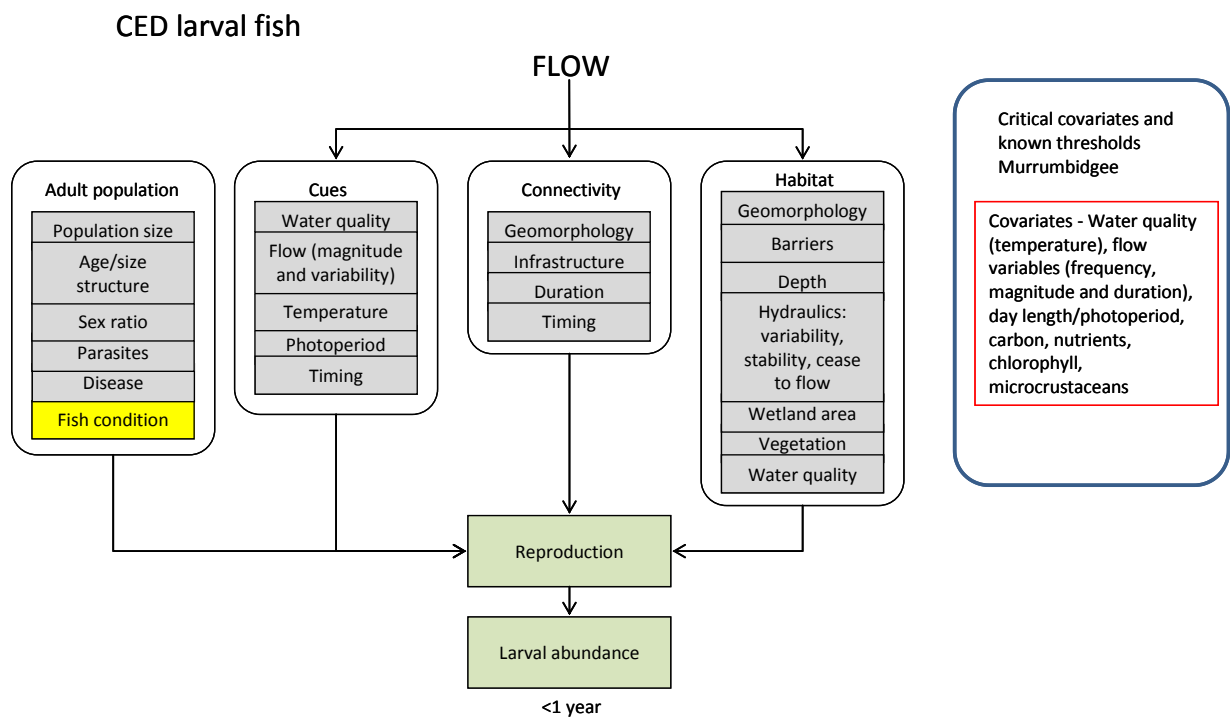 CED larval fish
FLOW
Adult population
Population size
Age/size
structure
Sex ratio
Parasites
Disease
Fish condition
Cues
Water quality
Flow (magnitude
and variability)
Temperature
Photoperiod
Timing
Connectivity
Geomorphology
Infrastructure
Duration
Timing
Habitat
Geomorphology
Barriers
Depth
Hydraulics:
variability,
stability, cease
to flow
Wetland area
Vegetation
Water quality
Reproduction
Larval abundance
<1 year
Critical covariates and
known thresholds
Murrumbidgee
Covariates - Water quality
(temperature), flow
variables (frequency,
magnitude and duration),
day length/photoperiod,
carbon, nutrients,
chlorophyll,
microcrustaceans